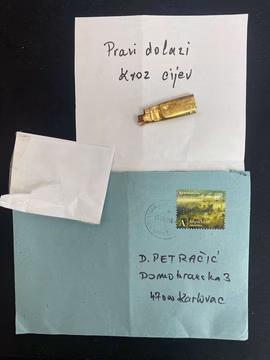 Pravi dolazi
kroz cijev
A
D. PETRAČIĆ
Domobranska 3
47000 Karlovac